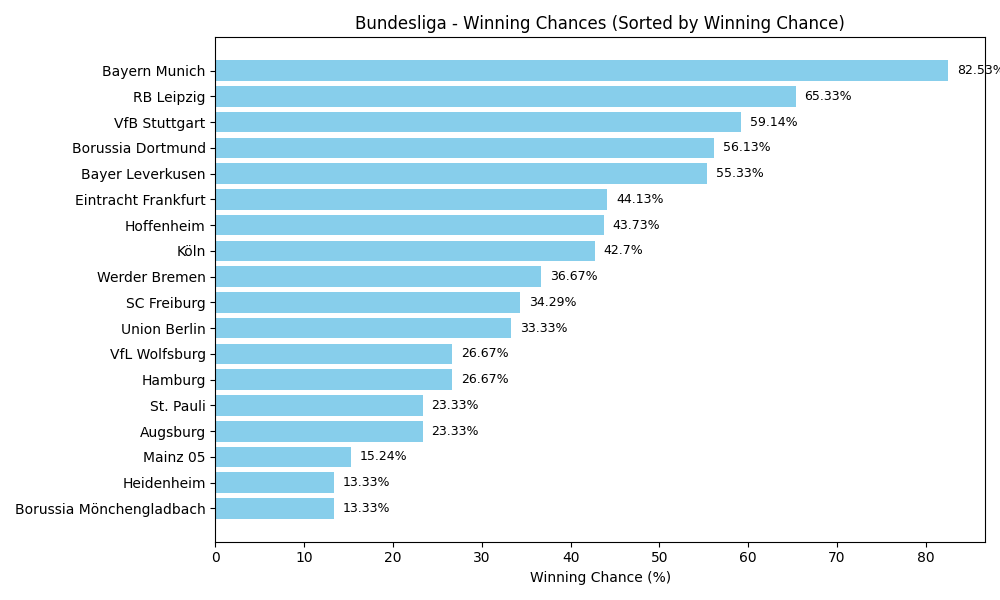 Bundesliga - Winning Chances (Sorted by Winning Chance)
Bayern Munich 82.53%
RB Leipzig 65.33%
VfB Stuttgart 59.14%
Borussia Dortmund 56.13%
Bayer Leverkusen 55.33%
Eintracht Frankfurt 44.13%
Hoffenheim 43.73%
Köln 42.7%
Werder Bremen 36.67%
SC Freiburg 34.29%
Union Berlin 33.33%
VfL Wolfsburg 26.67%
Hamburg 26.67%
St. Pauli 23.33%
Augsburg 23.33%
Mainz 05 15.24%
Heidenheim 13.33%
Borussia Mönchengladbach 13.33%
0 10 20 30 40 50 60 70 80
Winning Chance (%)